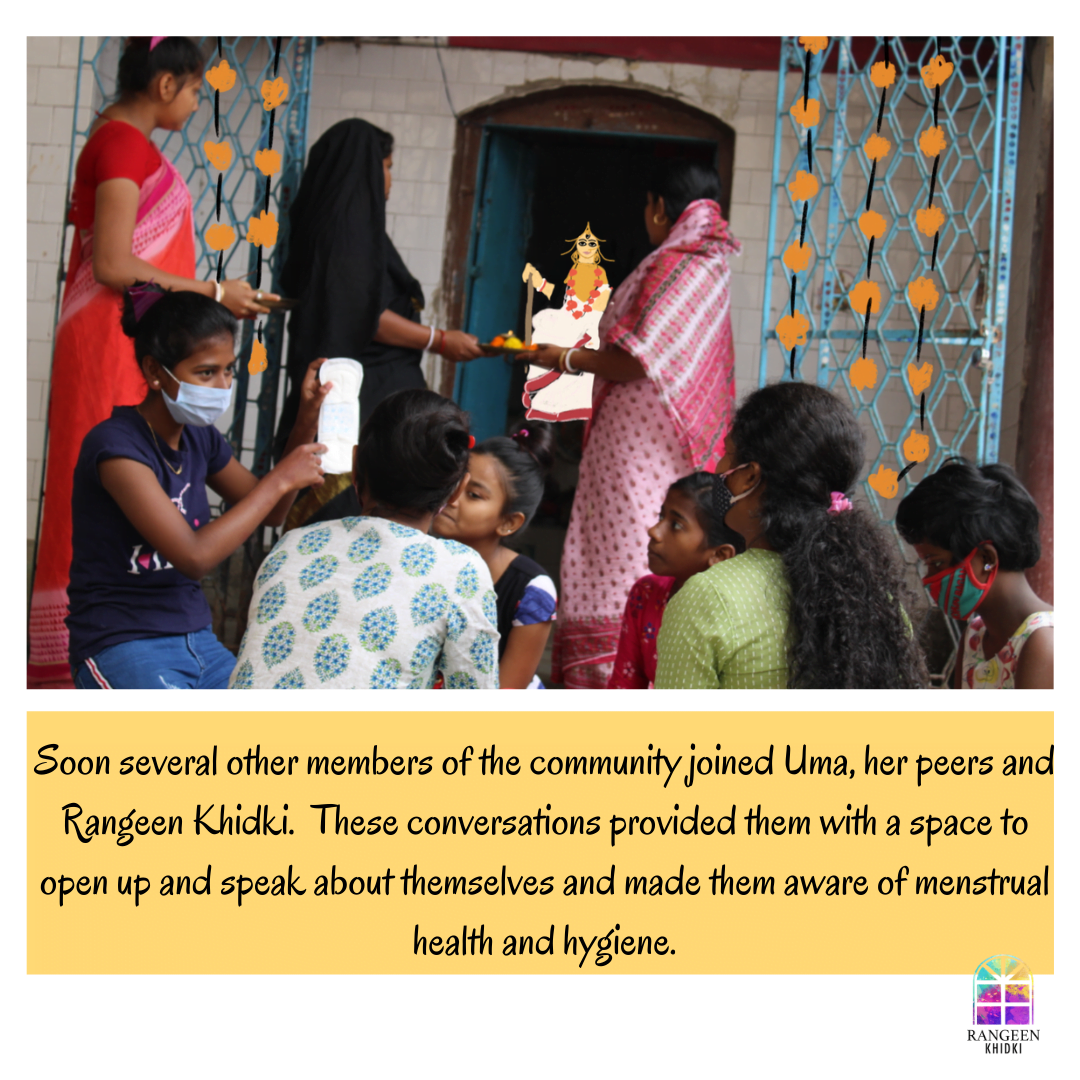 Soon several other members of the community joined Uma, her peers and
Rangeen Khidki. These conversations provided them with a space to
open up and speak about themselves and made them aware of menstrual
health and hygiene.
RANGEEN
KHIDKI